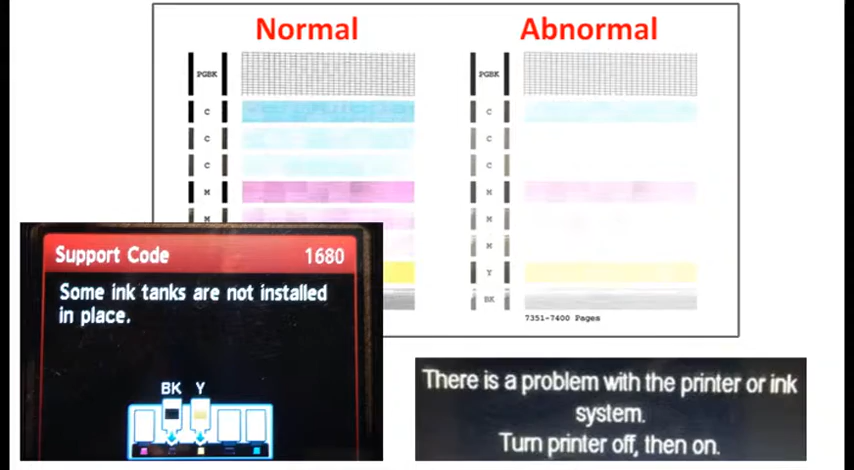 Normal
PGBK
C
C
C
M
M
Abnormal
PGBK
C
C
C
M
M
M
Y
BK
7351-7400 Pages
Support Code 1680
Some ink tanks are not installed
in place.
BK Y
There is a problem with the printer or ink
system.
Turn printer off, then on.